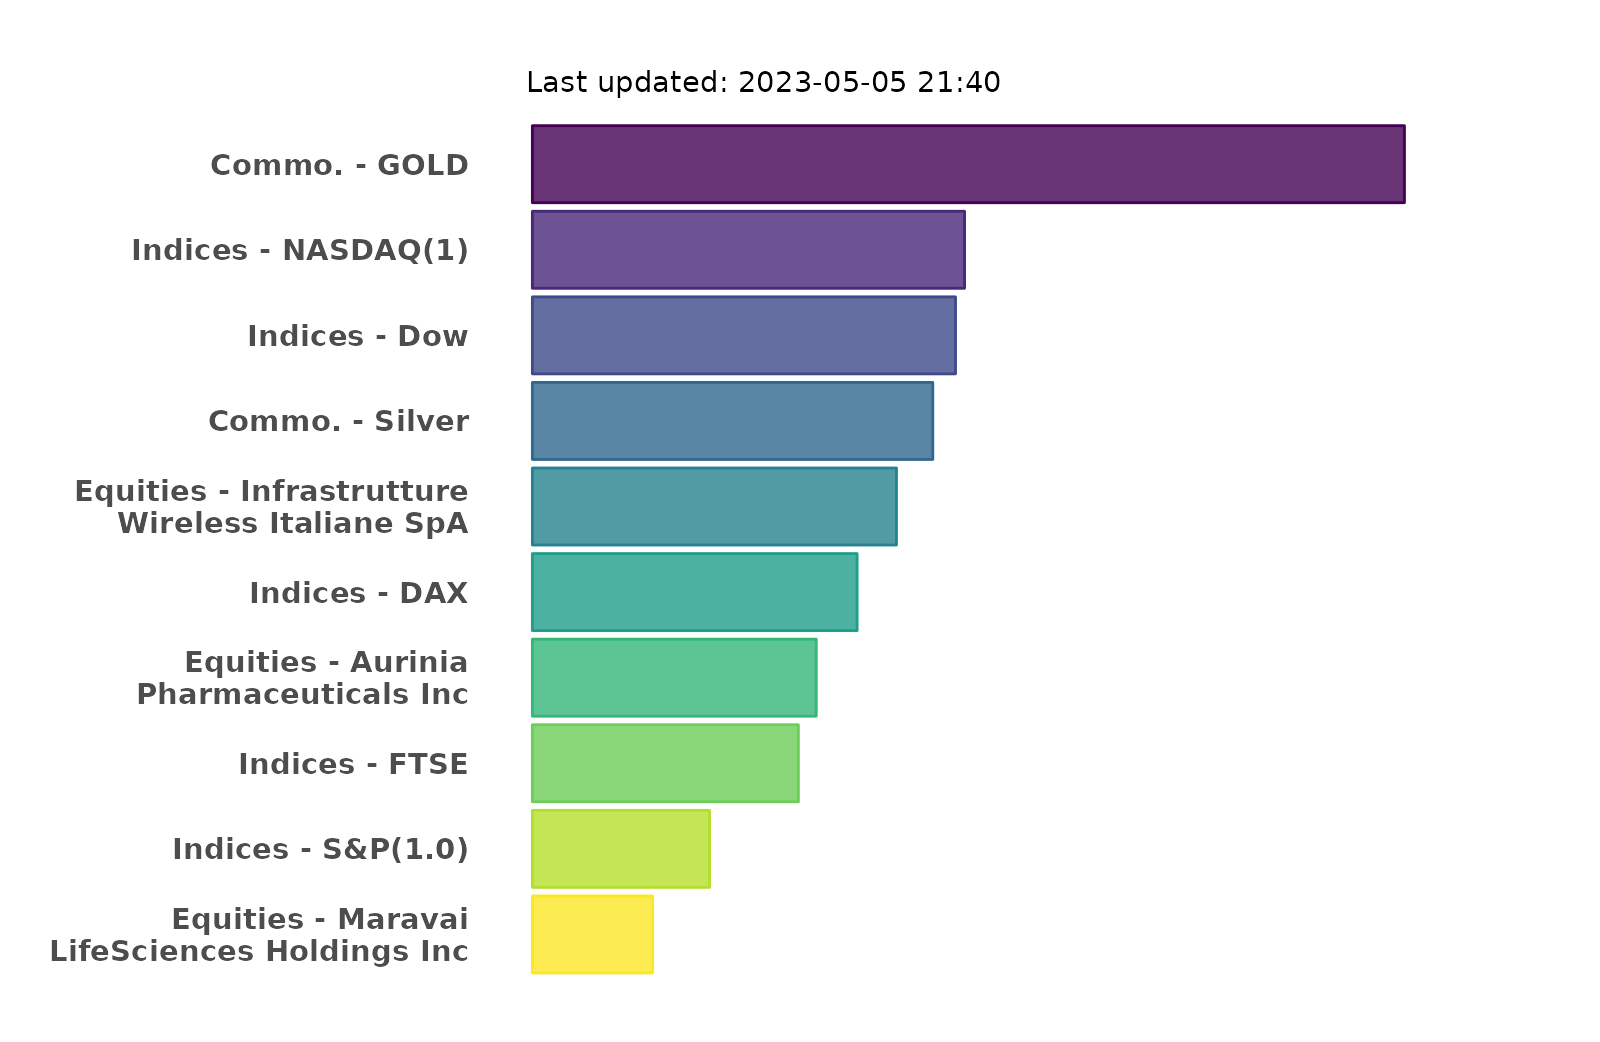 Last updated: 2023-05-05 21:40
Commo. - GOLD
Indices - NASDAQ(1)
Indices - Dow
Commo. - Silver
Equities - Infrastrutture
Wireless Italiane SpA
Indices - DAX
Equities - Aurinia
Pharmaceuticals Inc
Indices - FTSE
Indices - S&P(1.0)
Equities - Maravai
LifeSciences Holdings Inc